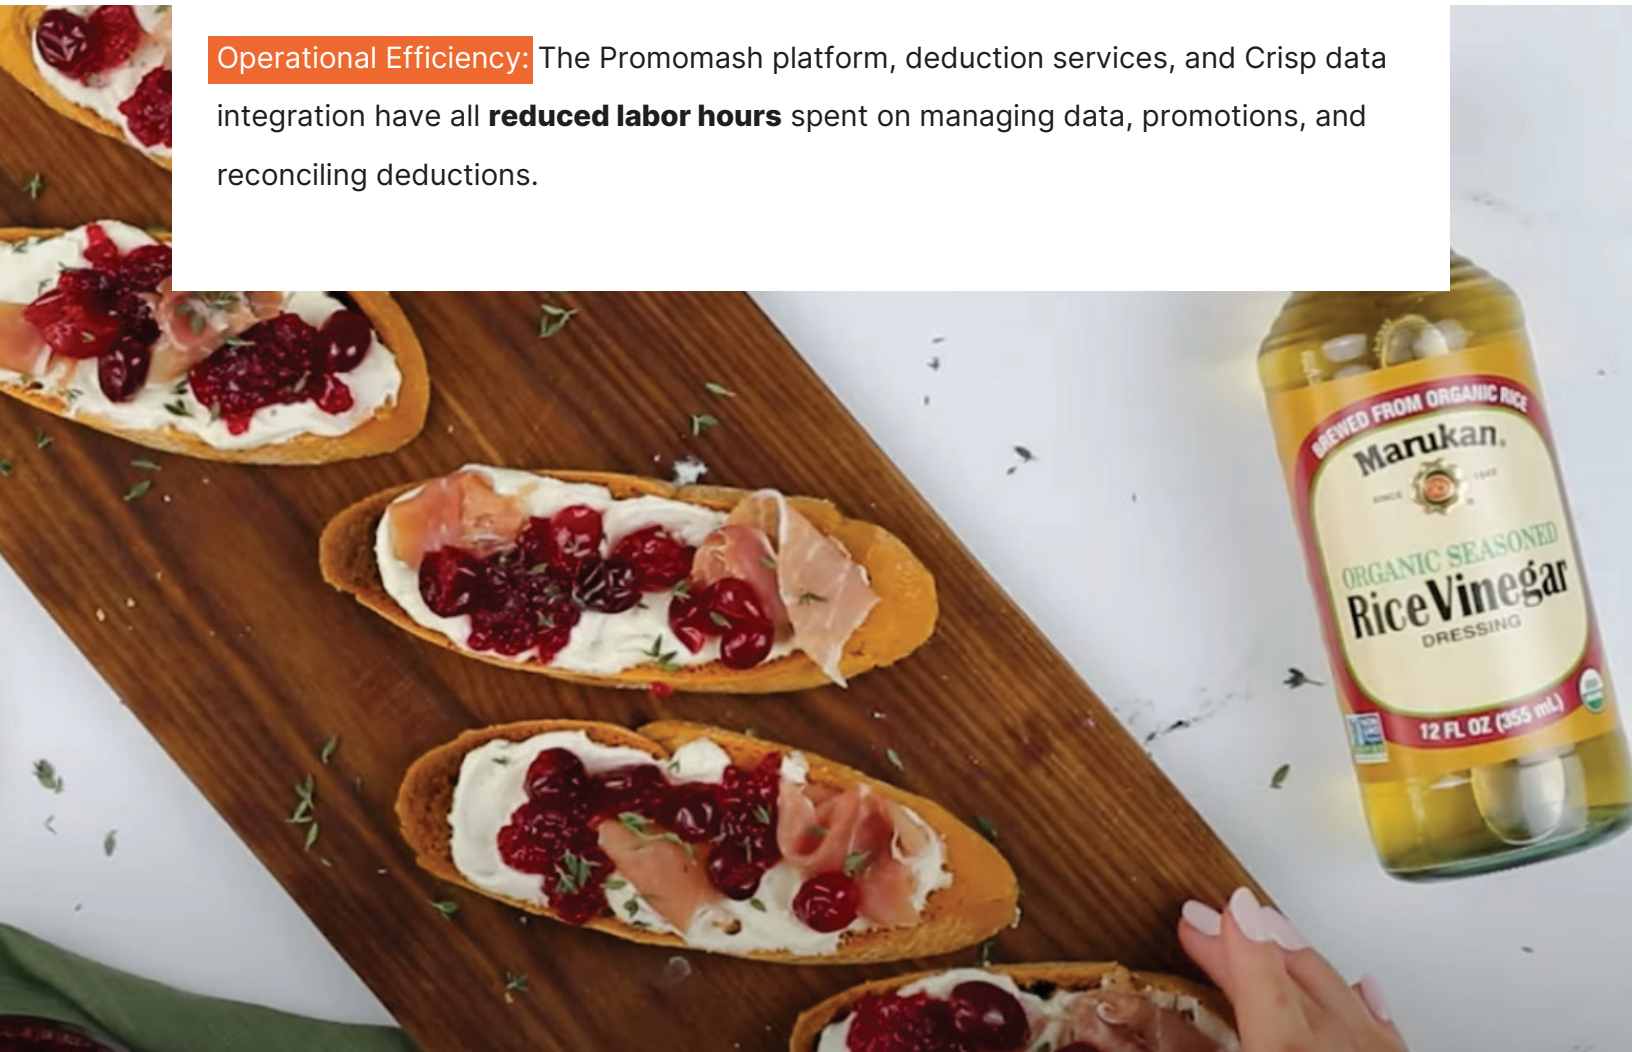 Operational Efficiency: The Promomash platform, deduction services, and Crisp data
integration have all reduced labor hours spent on managing data, promotions, and
reconciling deductions.
BREWED FROM ORGANIC RICE
Marukan®
SINCE 1649
ORGANIC SEASONED
Rice Vinegar
DRESSING
12 FL OZ (355 mL)